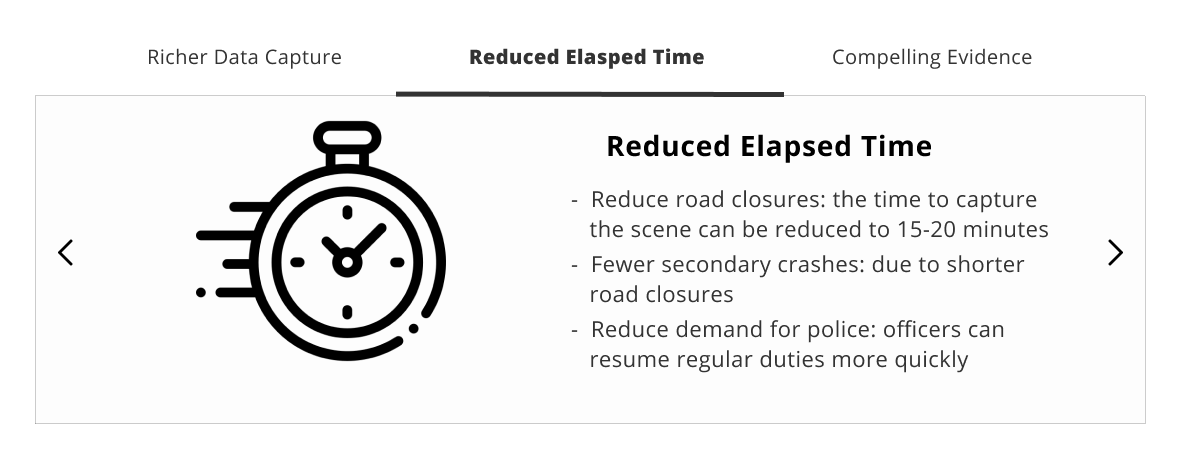 Richer Data Capture
Reduced Elasped Time
Compelling Evidence
Reduced Elapsed Time
- Reduce road closures: the time to capture
the scene can be reduced to 15-20 minutes
- Fewer secondary crashes: due to shorter
road closures
- Reduce demand for police: officers can
resume regular duties more quickly